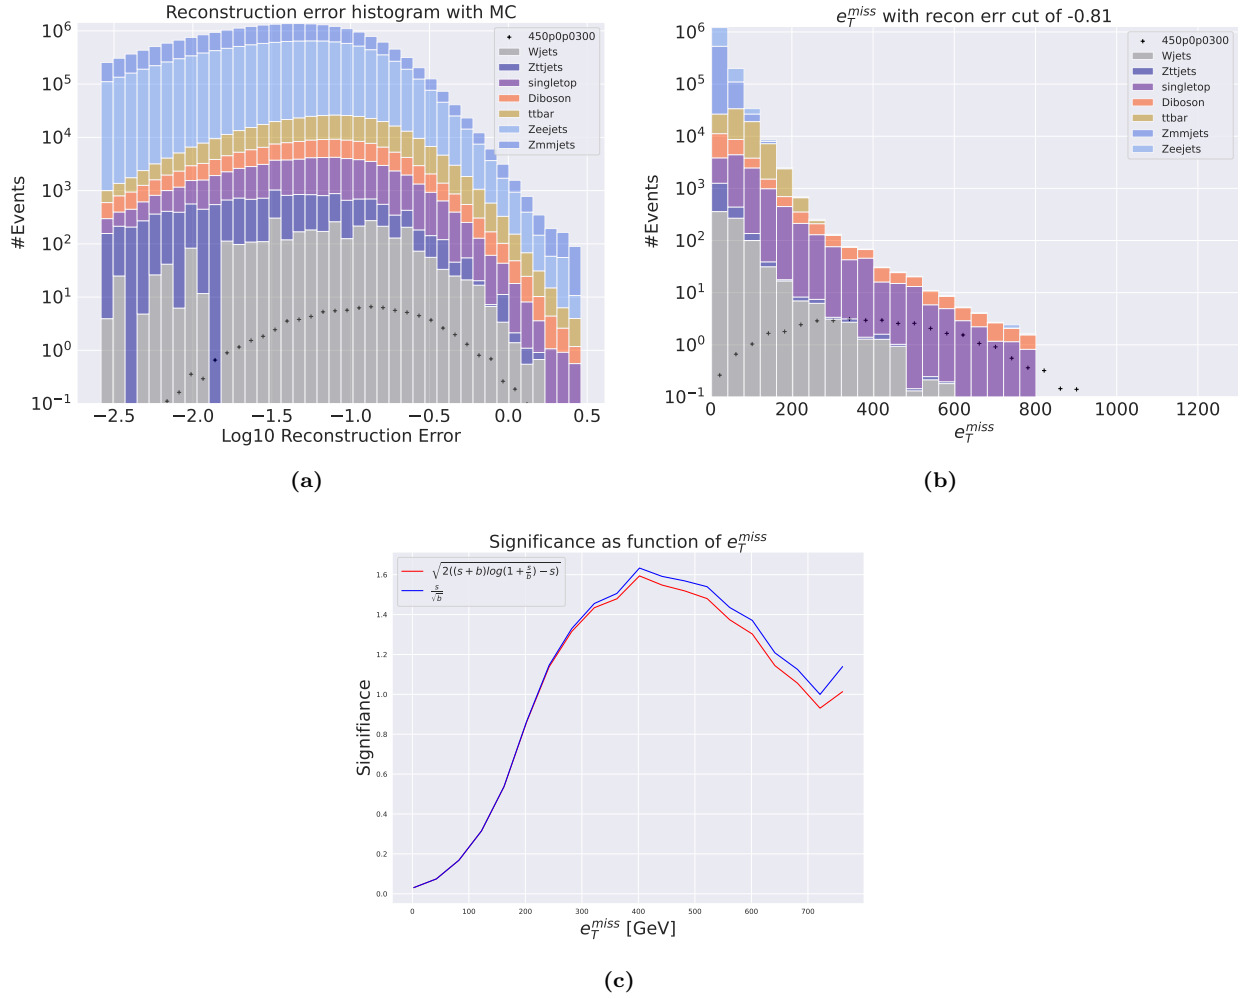 Reconstruction error histogram with MC
#Events
10⁶
10⁵
10⁴
10³
10²
10¹
10⁰
10⁻¹
450p0p0300
Wjets
Zttjets
singletop
Diboson
ttbar
Zeejets
Zmmjets
−2.5 −2.0 −1.5 −1.0 −0.5 0.0 0.5
Log10 Reconstruction Error
(a)
e_T^{miss} with recon err cut of -0.81
#Events
10⁶
10⁵
10⁴
10³
10²
10¹
10⁰
10⁻¹
450p0p0300
Wjets
Zttjets
singletop
Diboson
ttbar
Zmmjets
Zeejets
0 200 400 600 800 1000 1200
e_T^{miss}
(b)
Significance as function of e_T^{miss}
Signifiance
1.6
1.4
1.2
1.0
0.8
0.6
0.4
0.2
0.0
√2((s + b)log(1 + s/b) − s)
s/√b
0 100 200 300 400 500 600 700
e_T^{miss} [GeV]
(c)